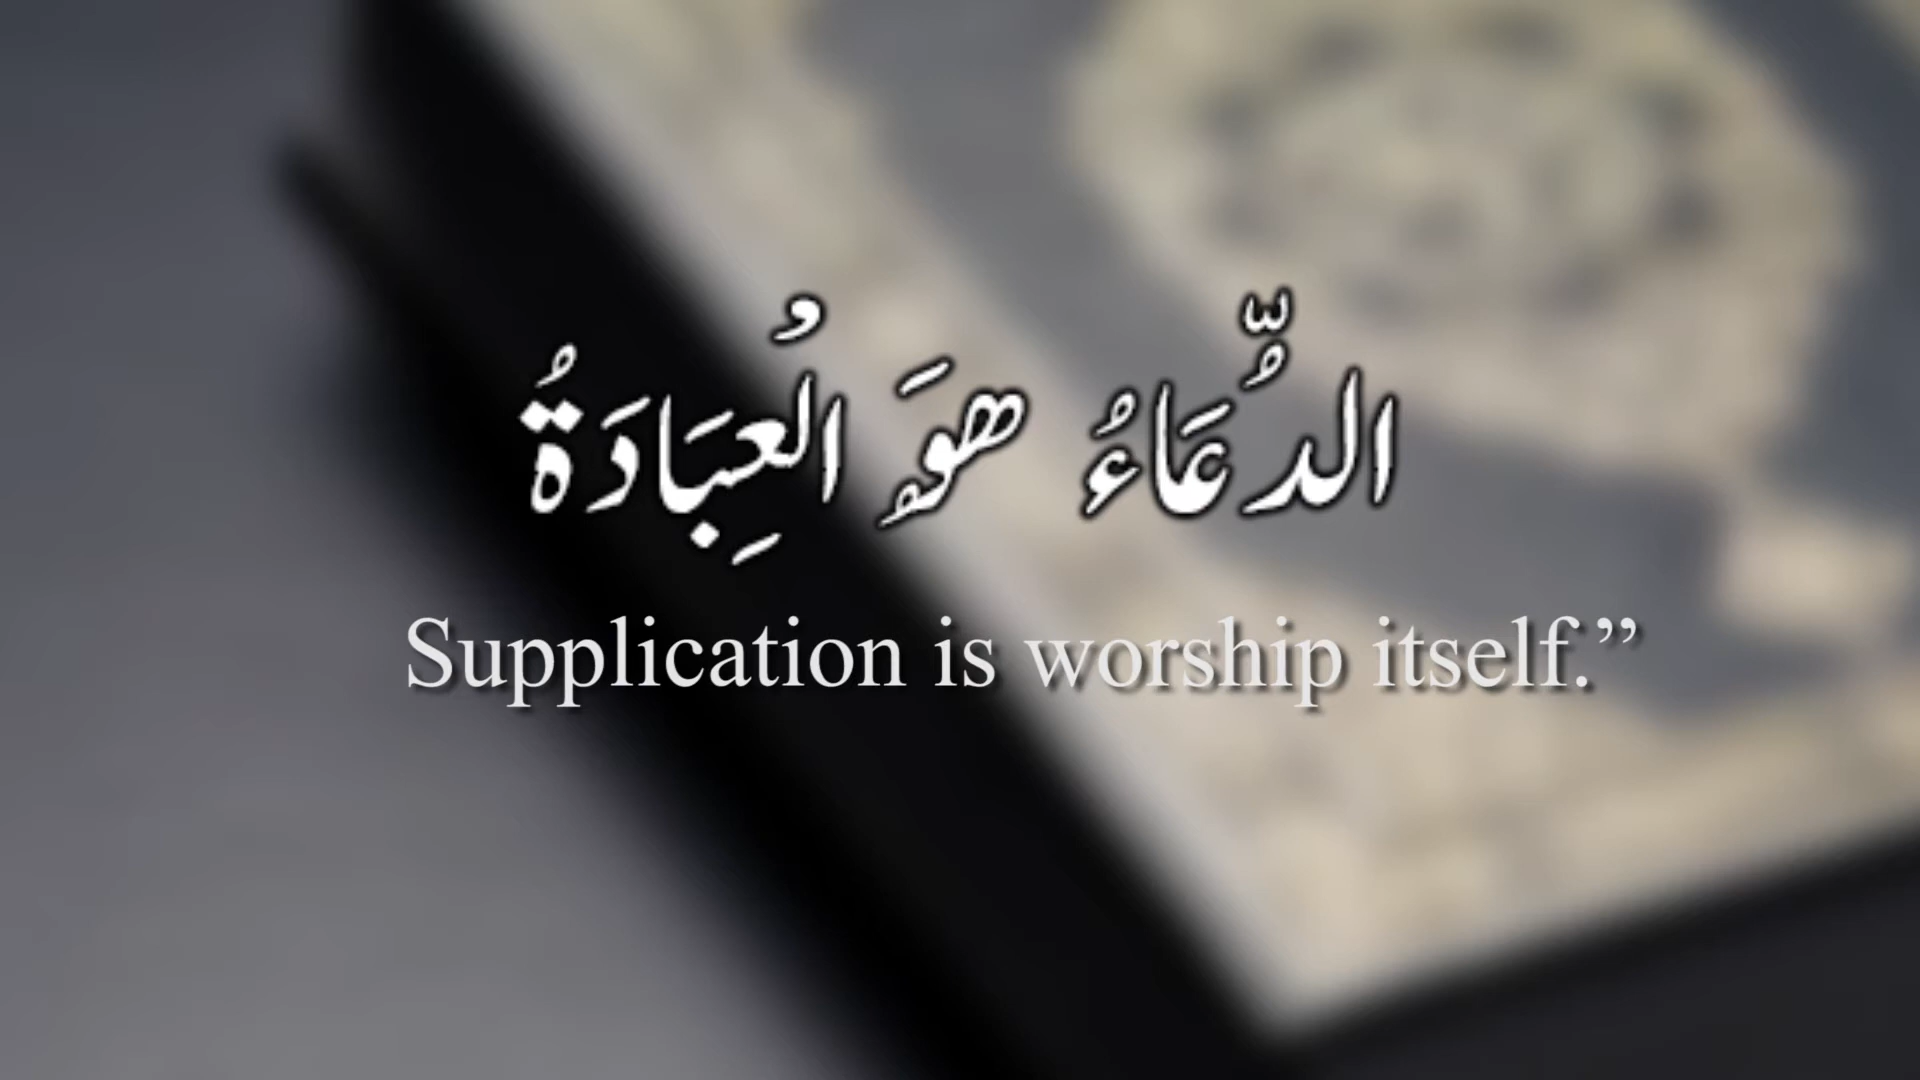 الدُّعَاءُ هُوَ الْعِبَادَةُ
Supplication is worship itself.”